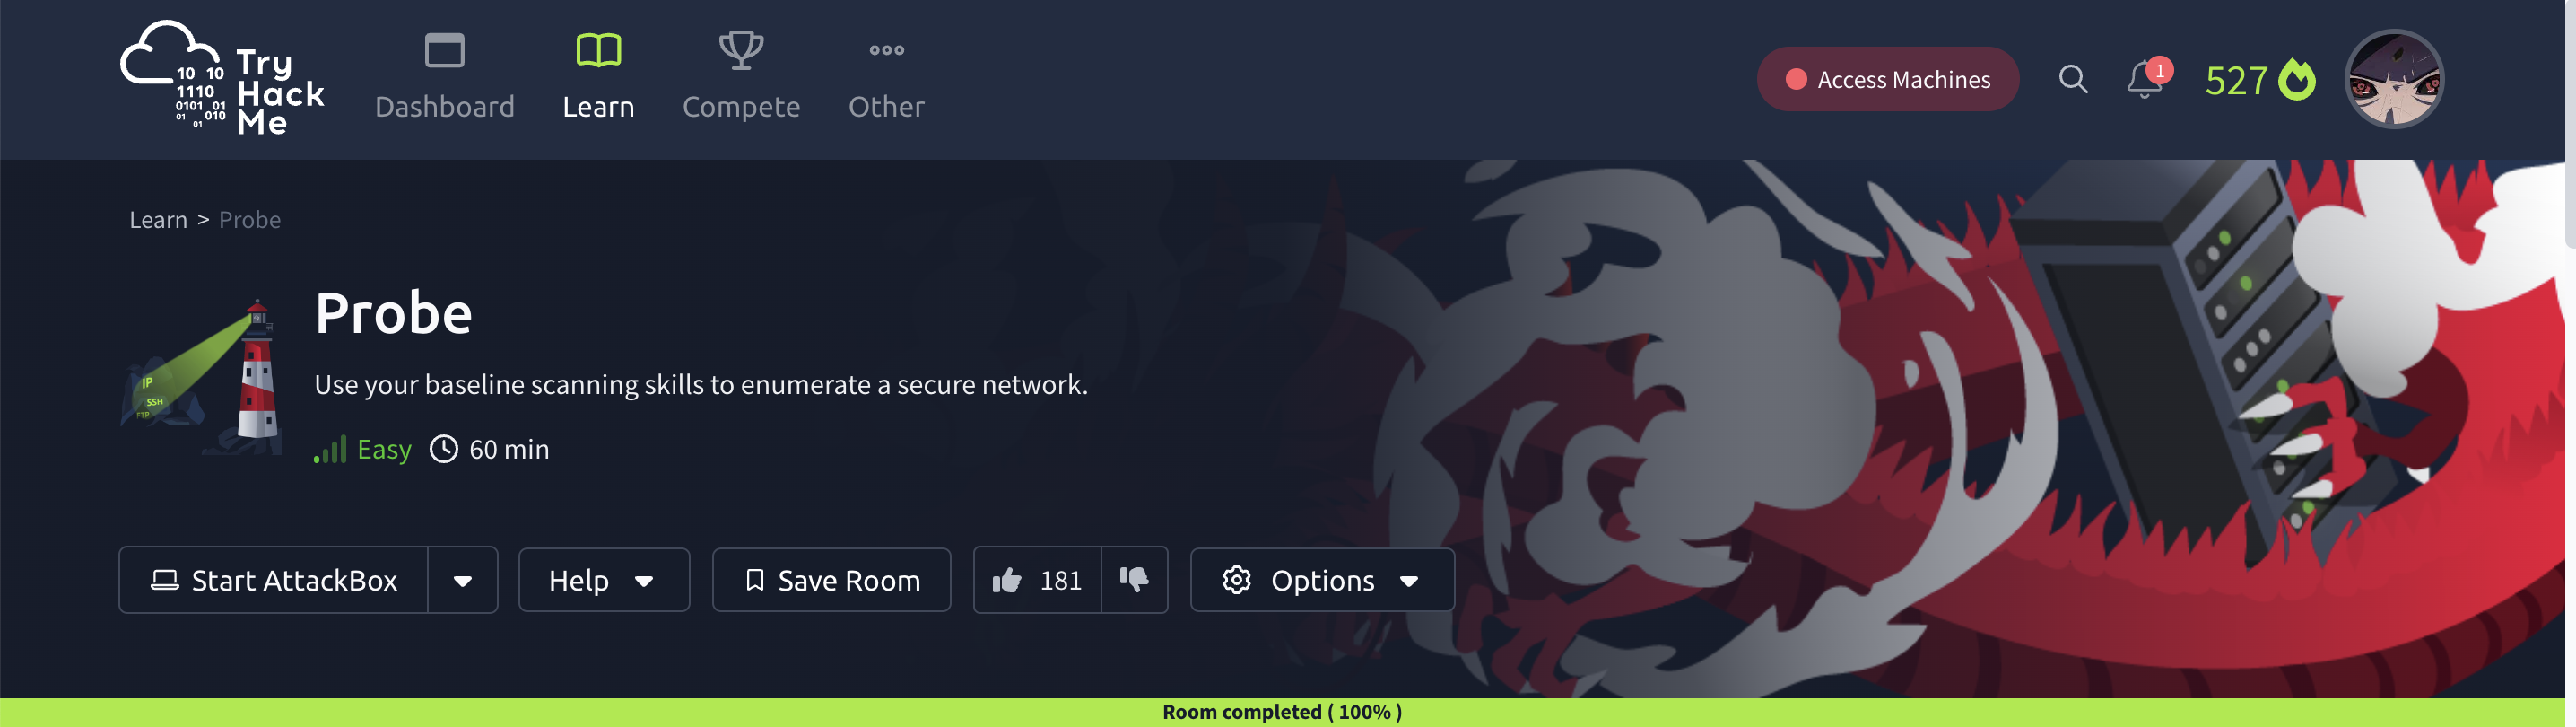 10 10
1110
0101 01
01 010
01
Try
Hack
Me
Dashboard
Learn
Compete
Other
Access Machines
1
527
Learn > Probe
Probe
Use your baseline scanning skills to enumerate a secure network.
IP
SSH
FTP
Easy 60 min
Start AttackBox
Help
Save Room
181
Options
Room completed ( 100% )